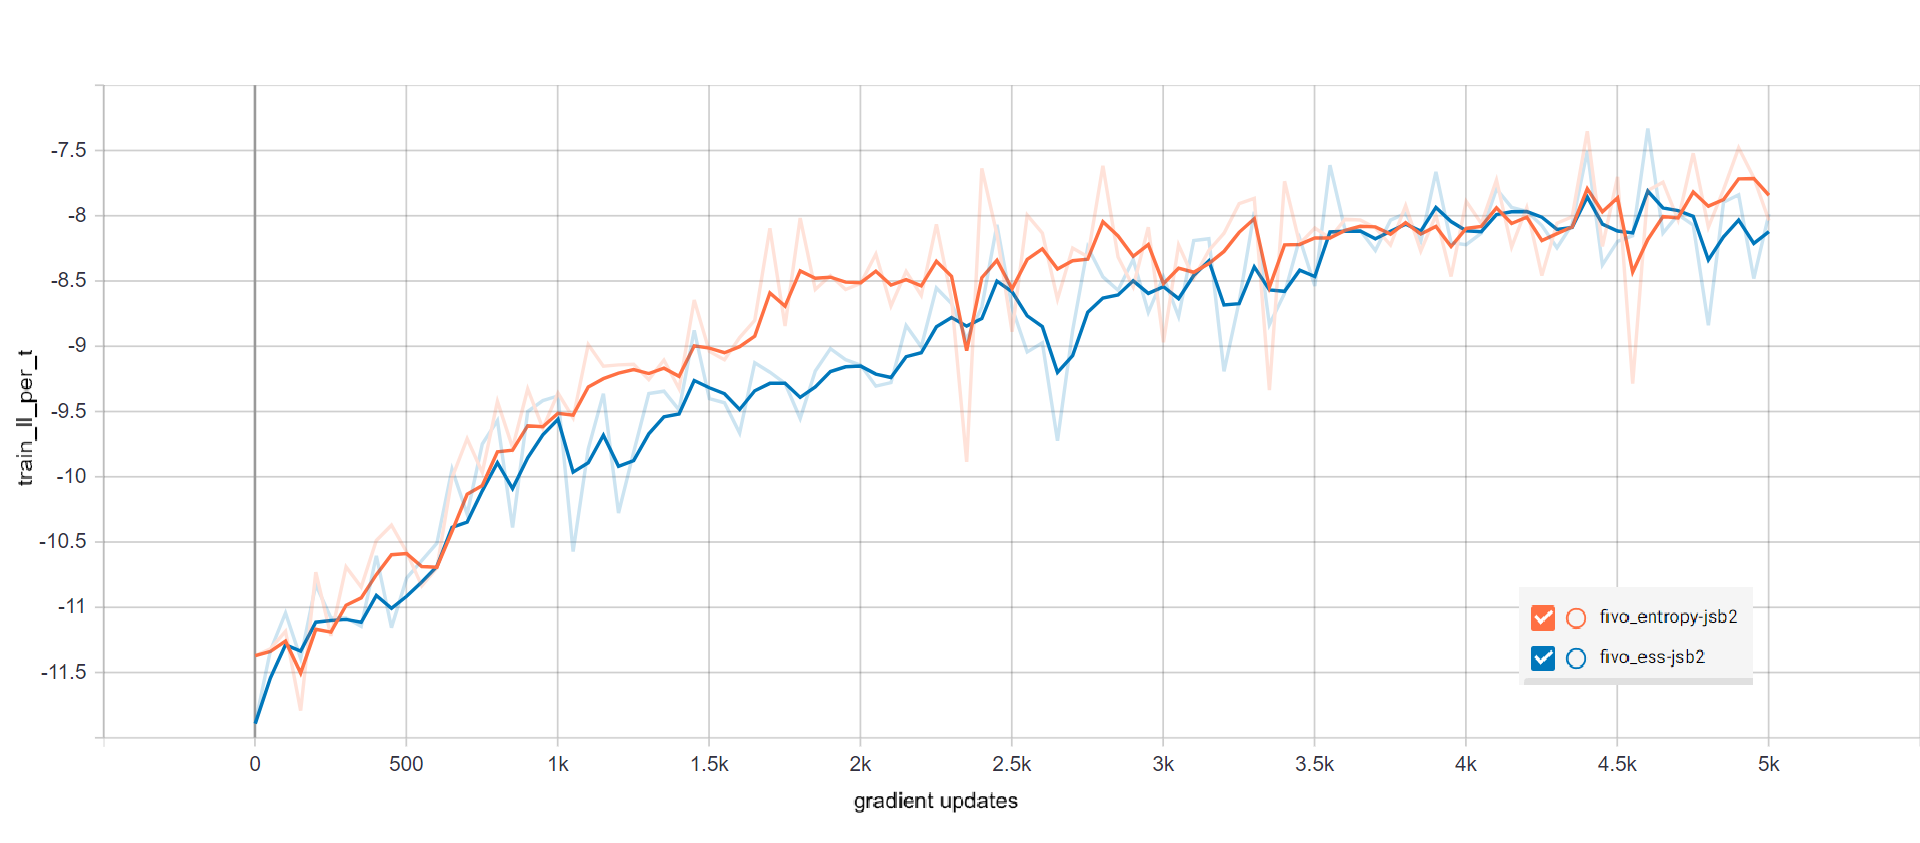 -7.5
-8
-8.5
-9
-9.5
-10
-10.5
-11
-11.5
train_ll_per_t
0 500 1k 1.5k 2k 2.5k 3k 3.5k 4k 4.5k 5k
gradient updates
fivo_entropy-jsb2
fivo_ess-jsb2